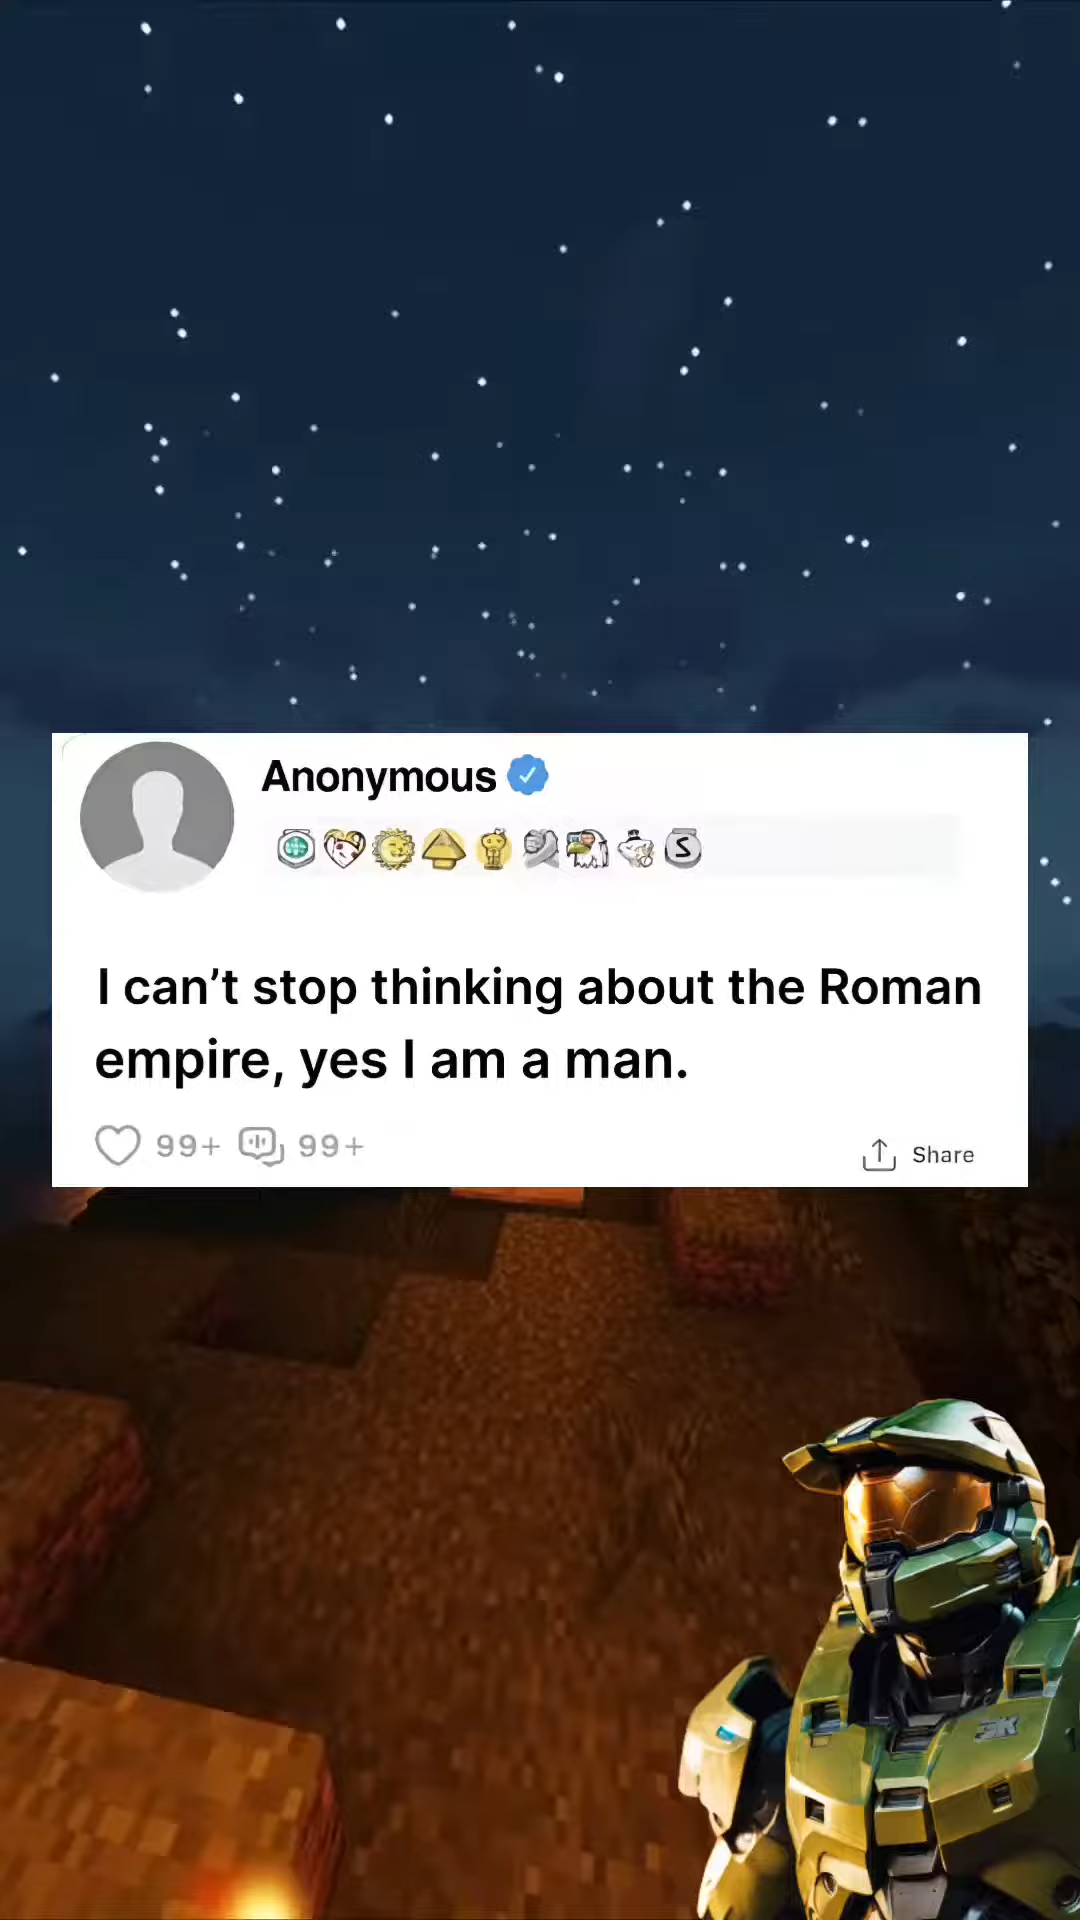 Anonymous
S
I can’t stop thinking about the Roman
empire, yes I am a man.
99+ 99+
Share